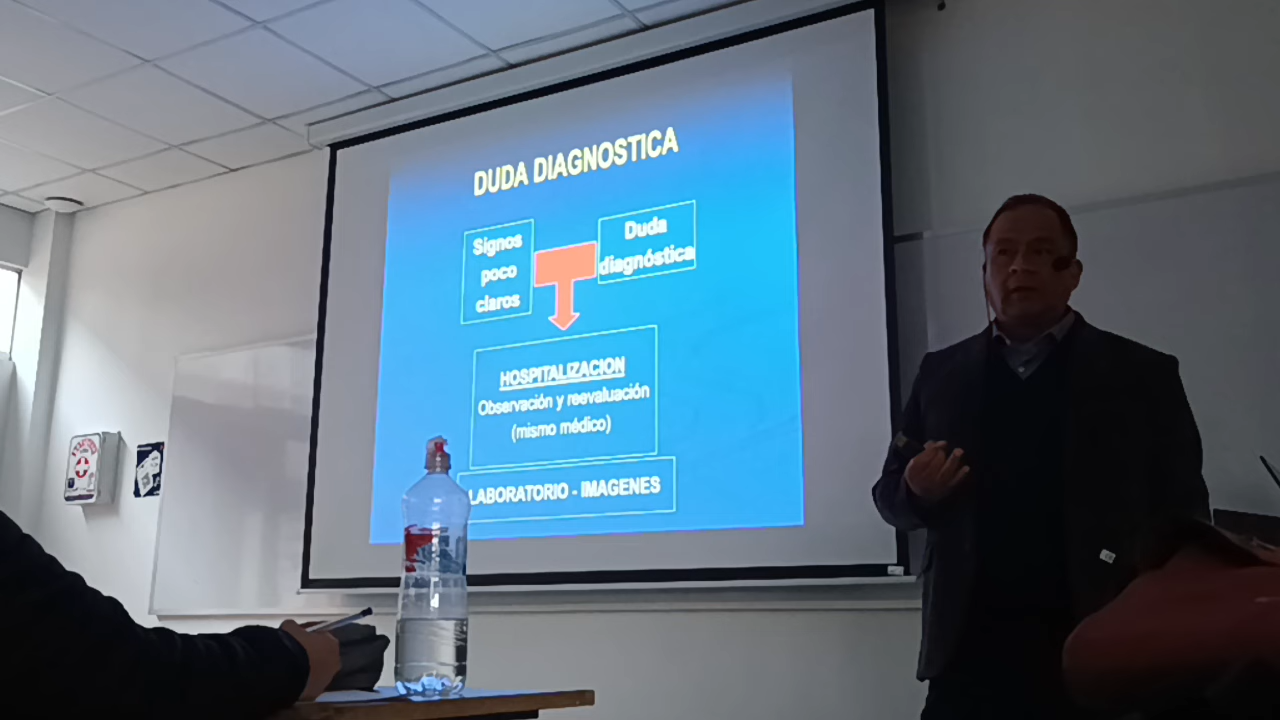 DUDA DIAGNOSTICA
Signos
poco
claros
Duda
diagnóstica
HOSPITALIZACION
Observación y reevaluación
(mismo médico)
LABORATORIO - IMAGENES